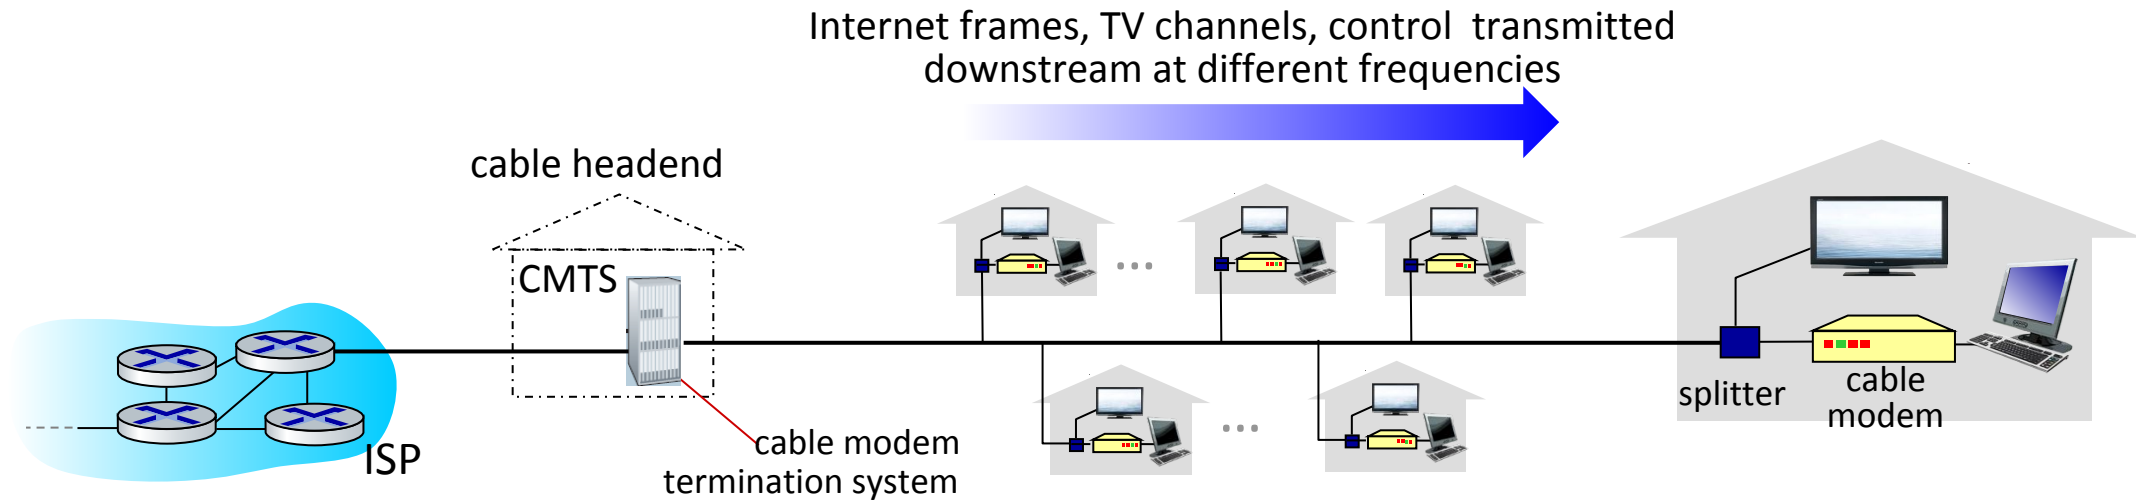 Internet frames, TV channels, control  transmitted
downstream at different frequencies
cable headend
CMTS
ISP
cable modem
termination system
splitter
cable
modem